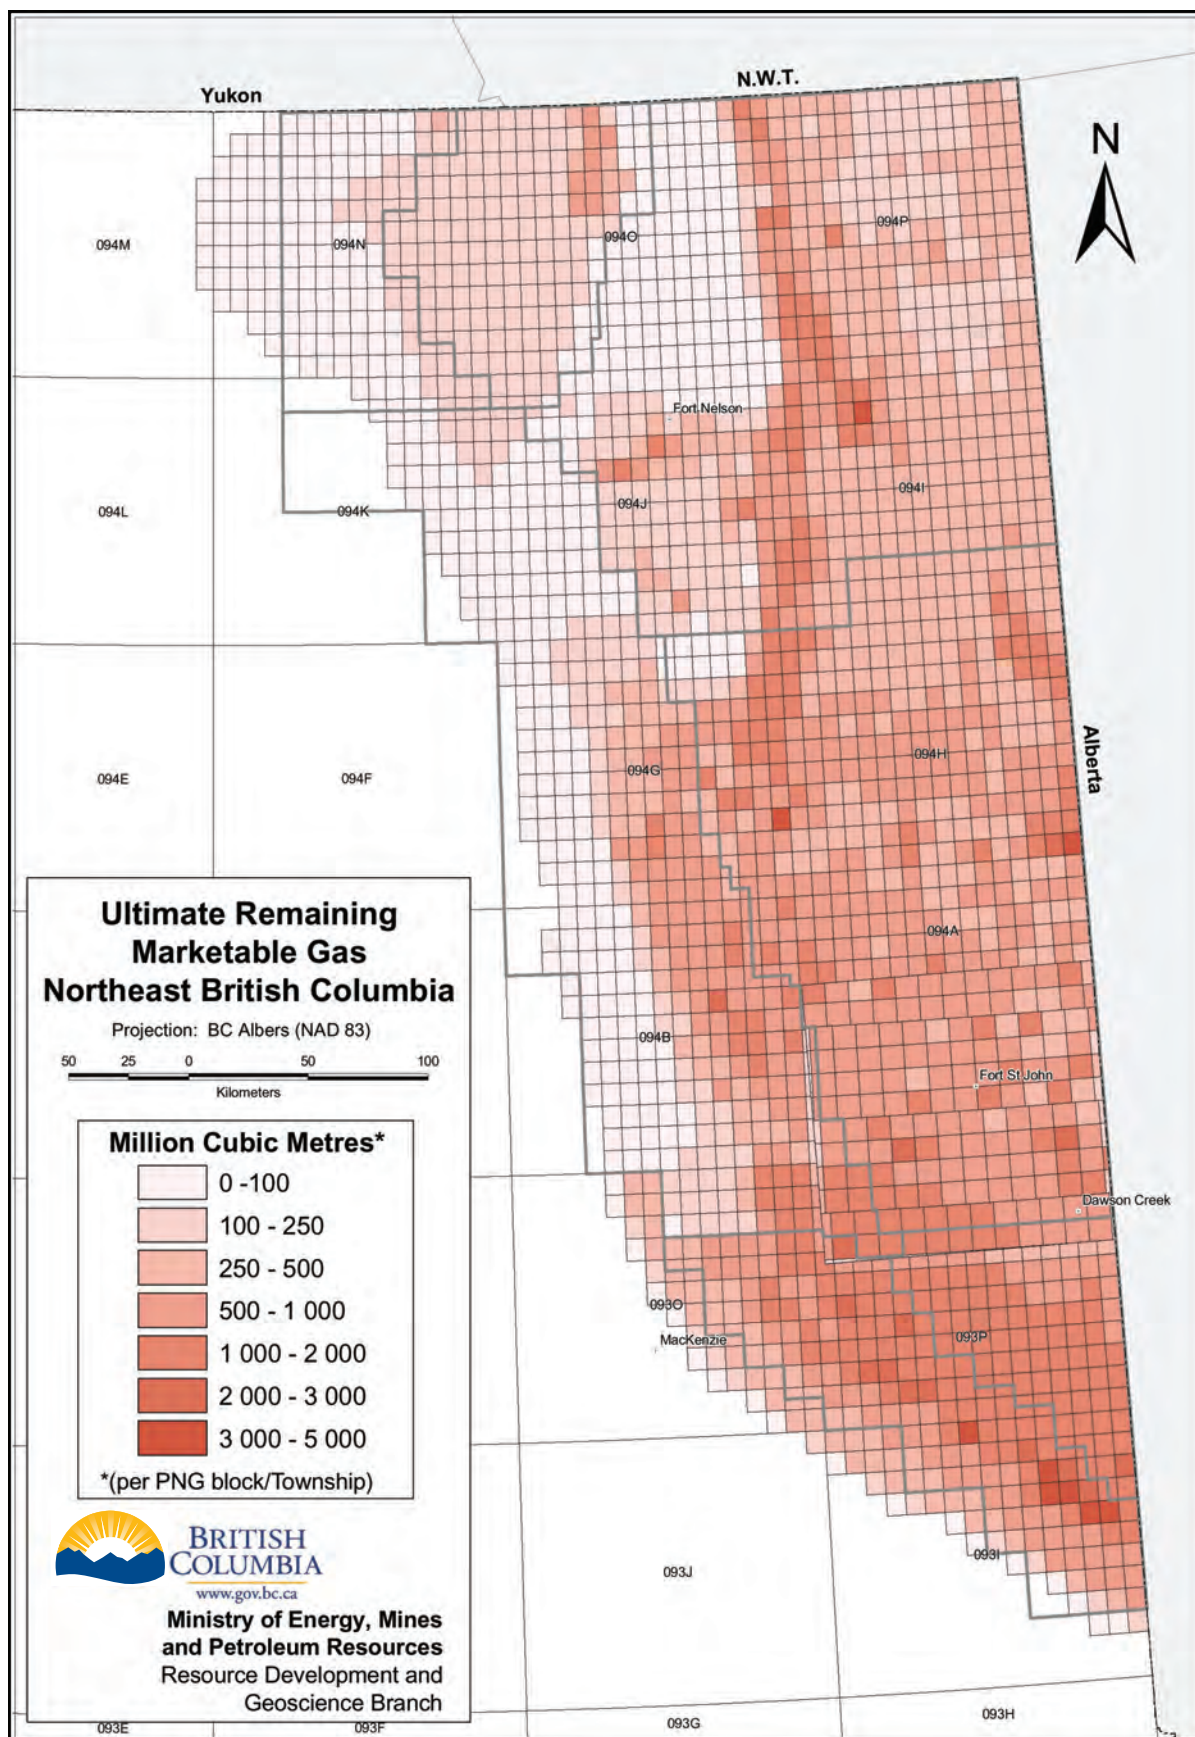 Yukon
N.W.T.
N
094P
094M
094N
094O
Fort Nelson
094I
094L
094K
094J
Alberta
094E
094F
094G
094H
094A
094B
Fort St John
Dawson Creek
093O
MacKenzie
093P
093I
093J
093E
093F
093G
093H
Ultimate Remaining
Marketable Gas
Northeast British Columbia
Projection: BC Albers (NAD 83)
50 25 0 50 100
Kilometers
Million Cubic Metres*
0 -100
100 - 250
250 - 500
500 - 1 000
1 000 - 2 000
2 000 - 3 000
3 000 - 5 000
*(per PNG block/Township)
BRITISH
COLUMBIA
www.gov.bc.ca
Ministry of Energy, Mines
and Petroleum Resources
Resource Development and
Geoscience Branch